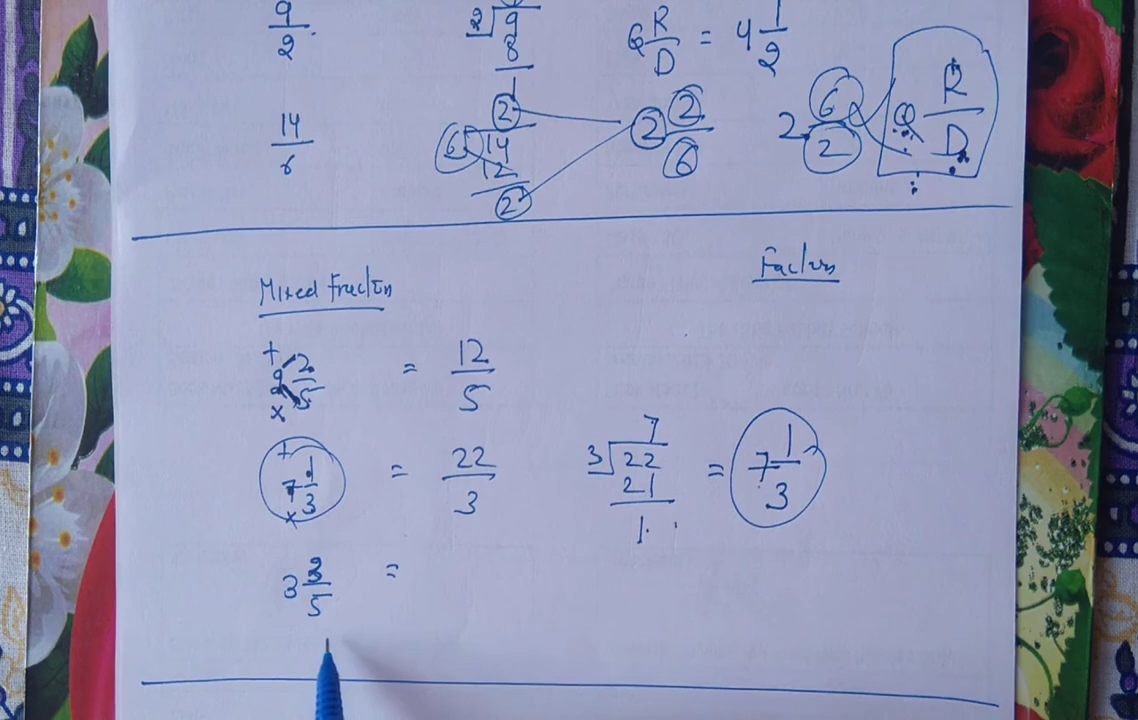 9/2 2)9 8 1 Q R/D = 4 1/2
14/6 6)14 2 12 2 2 2/6 2 6/2 Q R/D
Mixed Fraction Factors
2 2/5 = 12/5
7 1/3 = 22/3 3)22 7 21 1 = 7 1/3
3 3/5 =